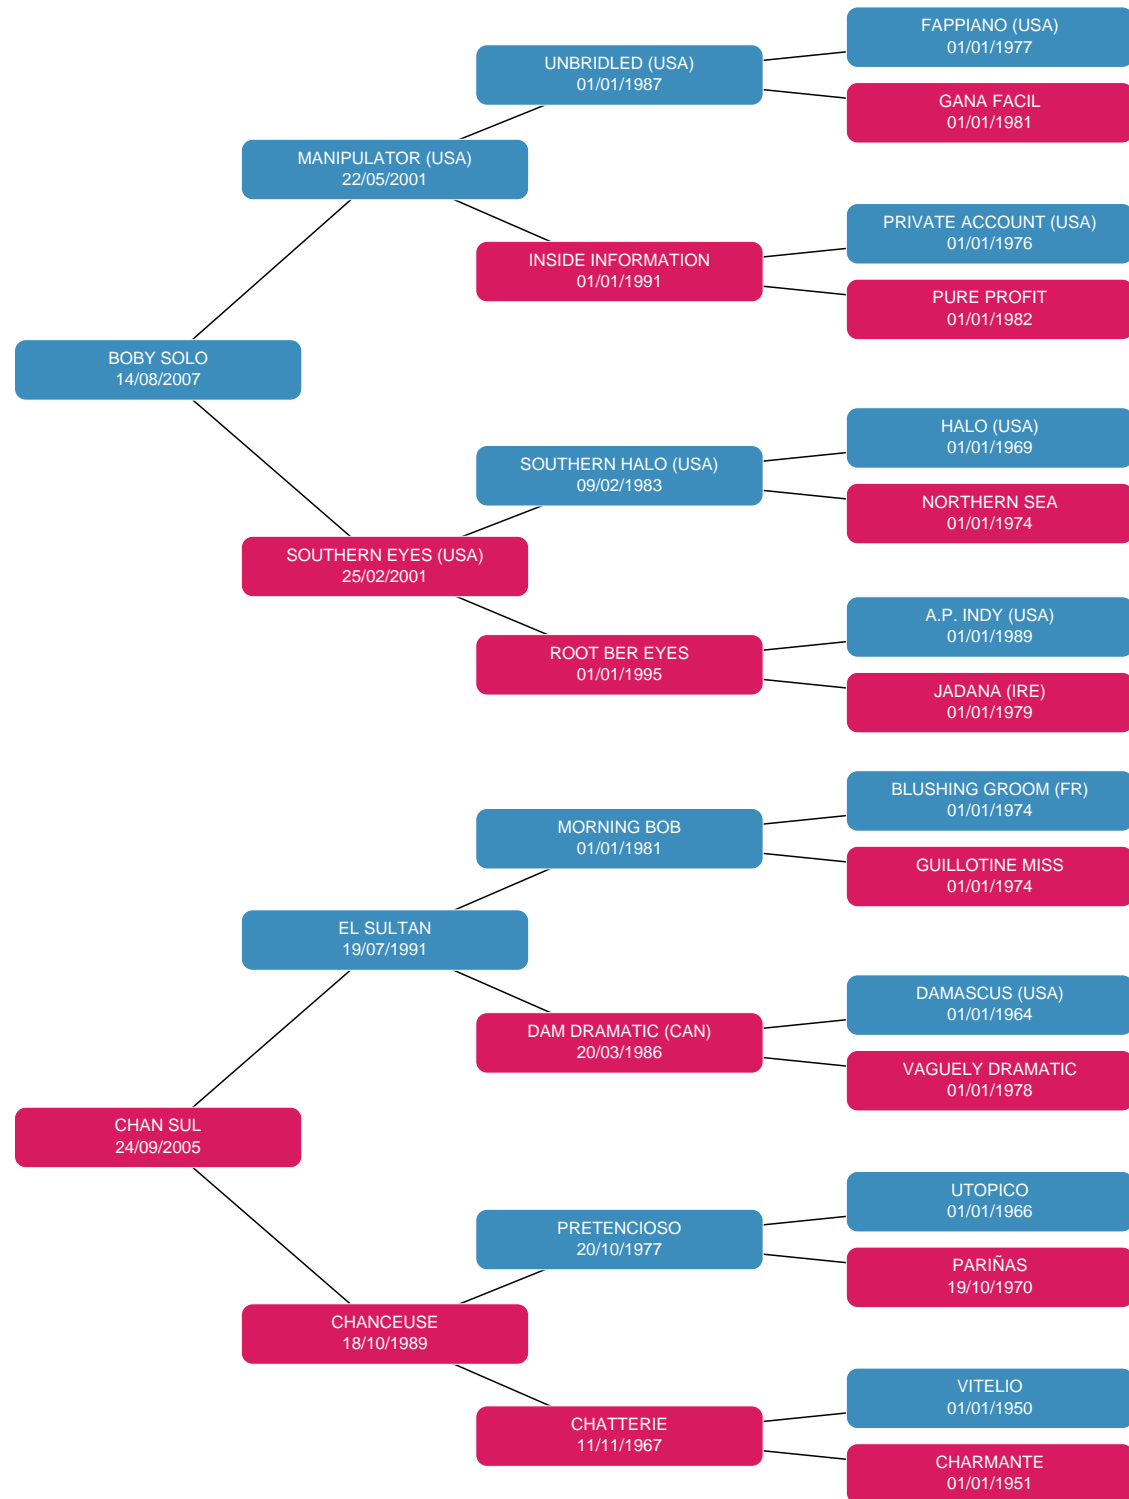 FAPPIANO (USA)
01/01/1977
UNBRIDLED (USA)
01/01/1987
GANA FACIL
01/01/1981
MANIPULATOR (USA)
22/05/2001
PRIVATE ACCOUNT (USA)
01/01/1976
INSIDE INFORMATION
01/01/1991
PURE PROFIT
01/01/1982
BOBY SOLO
14/08/2007
HALO (USA)
01/01/1969
SOUTHERN HALO (USA)
09/02/1983
NORTHERN SEA
01/01/1974
SOUTHERN EYES (USA)
25/02/2001
A.P. INDY (USA)
01/01/1989
ROOT BER EYES
01/01/1995
JADANA (IRE)
01/01/1979
BLUSHING GROOM (FR)
01/01/1974
MORNING BOB
01/01/1981
GUILLOTINE MISS
01/01/1974
EL SULTAN
19/07/1991
DAMASCUS (USA)
01/01/1964
DAM DRAMATIC (CAN)
20/03/1986
VAGUELY DRAMATIC
01/01/1978
CHAN SUL
24/09/2005
UTOPICO
01/01/1966
PRETENCIOSO
20/10/1977
PARIÑAS
19/10/1970
CHANCEUSE
18/10/1989
VITELIO
01/01/1950
CHATTERIE
11/11/1967
CHARMANTE
01/01/1951